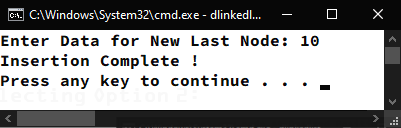 C:\Windows\System32\cmd.exe - dlinkedl...
Enter Data for New Last Node: 10
Insertion Complete !
Press any key to continue . . .